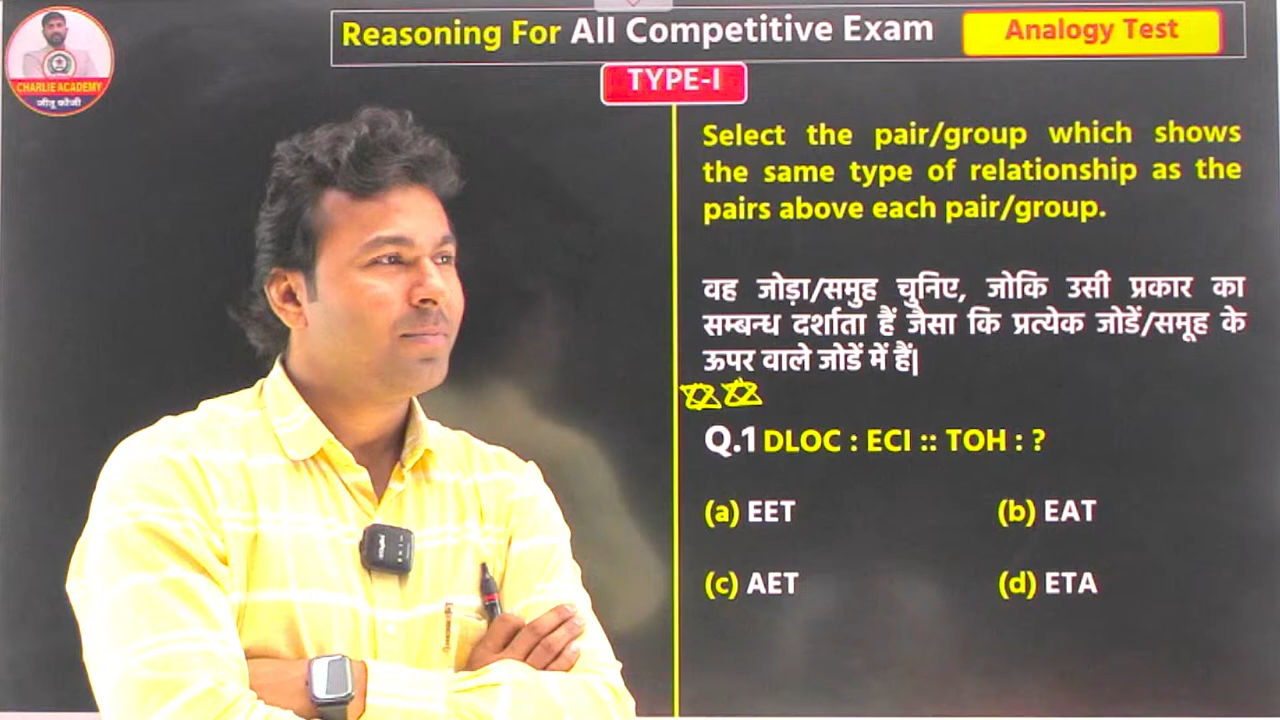 Reasoning For All Competitive Exam
Analogy Test
CHARLIE ACADEMY
जीतू फौजी
TYPE-I
Select the pair/group which shows
the same type of relationship as the
pairs above each pair/group.
वह जोड़ा/समुह चुनिए, जोकि उसी प्रकार का
सम्बन्ध दर्शाता हैं जैसा कि प्रत्येक जोडें/समूह के
ऊपर वाले जोडें में हैं|
Q.1 DLOC : ECI :: TOH : ?
(a) EET
(b) EAT
(c) AET
(d) ETA